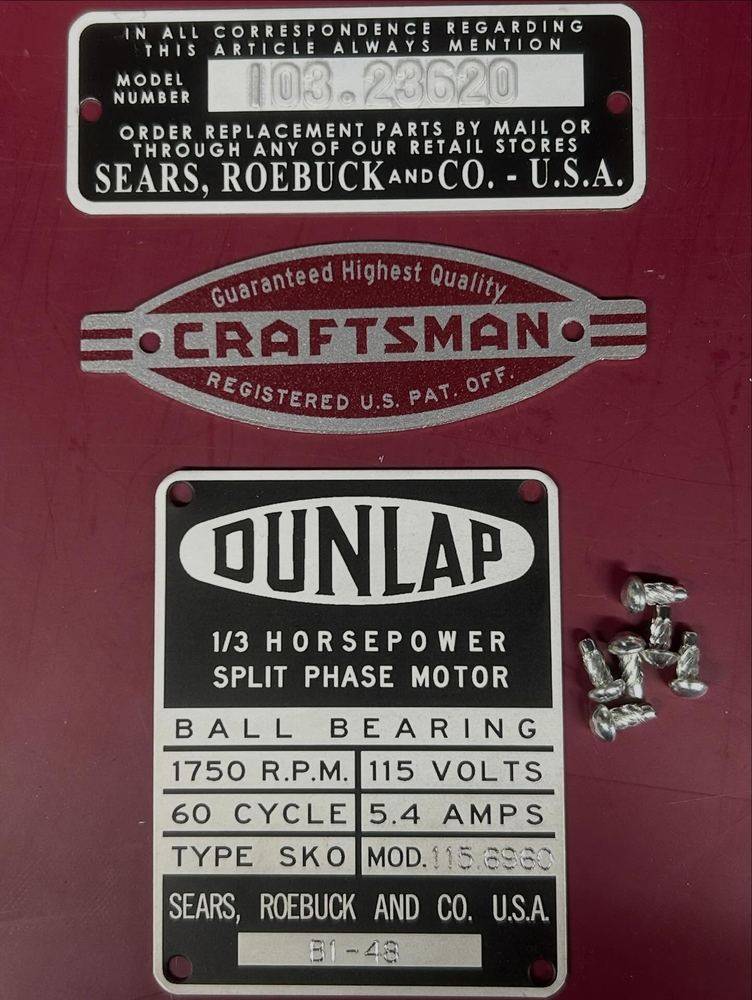 IN ALL CORRESPONDENCE REGARDING
THIS ARTICLE ALWAYS MENTION
MODEL NUMBER 103.23620
ORDER REPLACEMENT PARTS BY MAIL OR
THROUGH ANY OF OUR RETAIL STORES
SEARS, ROEBUCK AND CO. - U.S.A.
Guaranteed Highest Quality
CRAFTSMAN
REGISTERED U.S. PAT. OFF.
DUNLAP
1/3 HORSEPOWER
SPLIT PHASE MOTOR
BALL BEARING
1750 R.P.M. 115 VOLTS
60 CYCLE 5.4 AMPS
TYPE SKO MOD. 115.6960
SEARS, ROEBUCK AND CO. U.S.A.
B1-48